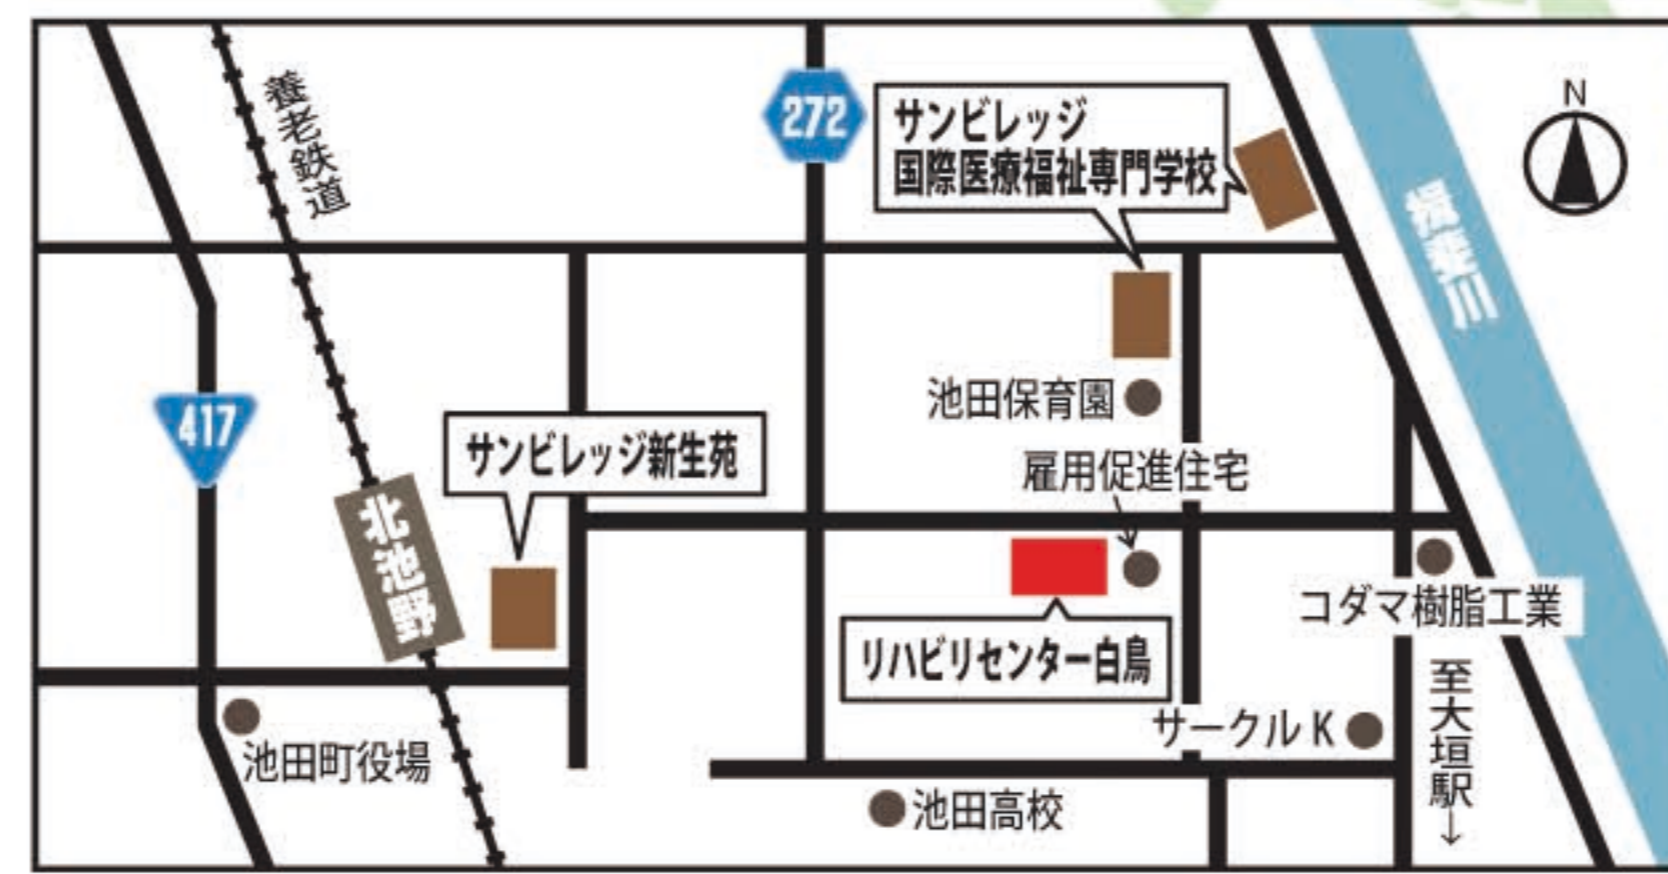 養老鉄道
272
サンビレッジ
国際医療福祉専門学校
N
揖斐川
417
池田保育園
サンビレッジ新生苑
雇用促進住宅
北池野
コダマ樹脂工業
リハビリセンター白鳥
至大垣駅↓
サークルK
池田町役場
池田高校